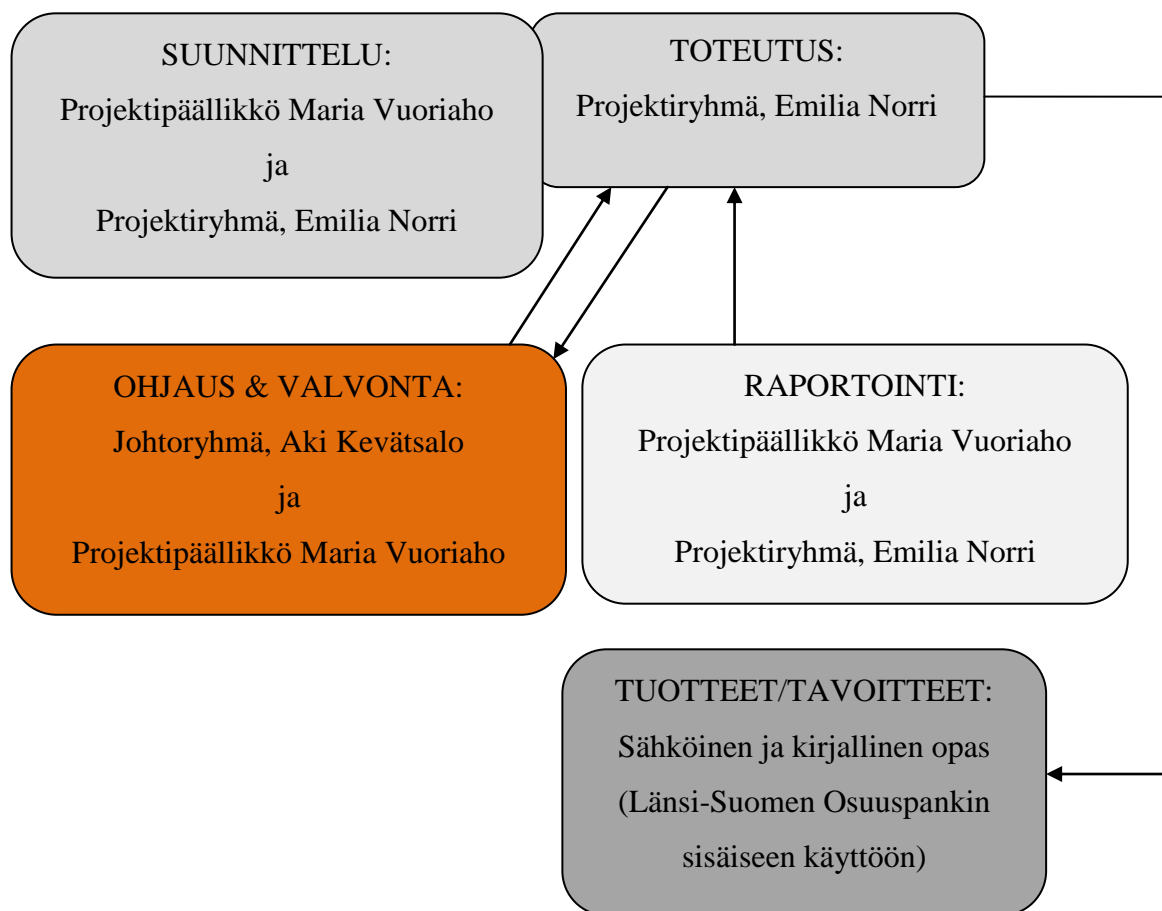 SUUNNITTELU:
Projektipäällikkö Maria Vuoriaho
ja
Projektiryhmä, Emilia Norri
TOTEUTUS:
Projektiryhmä, Emilia Norri
OHJAUS & VALVONTA:
Johtoryhmä, Aki Kevätsalo
ja
Projektipäällikkö Maria Vuoriaho
RAPORTOINTI:
Projektipäällikkö Maria Vuoriaho
ja
Projektiryhmä, Emilia Norri
TUOTTEET/TAVOITTEET:
Sähköinen ja kirjallinen opas
(Länsi-Suomen Osuuspankin
sisäiseen käyttöön)